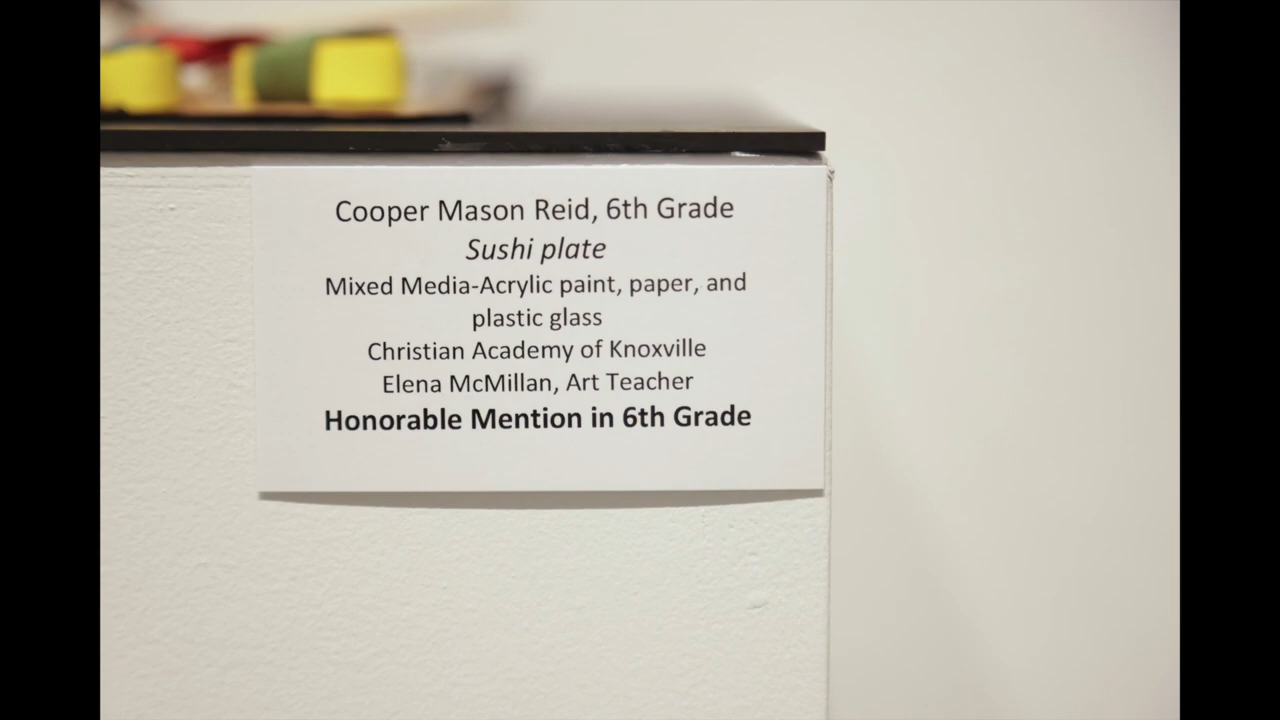 Cooper Mason Reid, 6th Grade
Sushi plate
Mixed Media-Acrylic paint, paper, and
plastic glass
Christian Academy of Knoxville
Elena McMillan, Art Teacher
Honorable Mention in 6th Grade